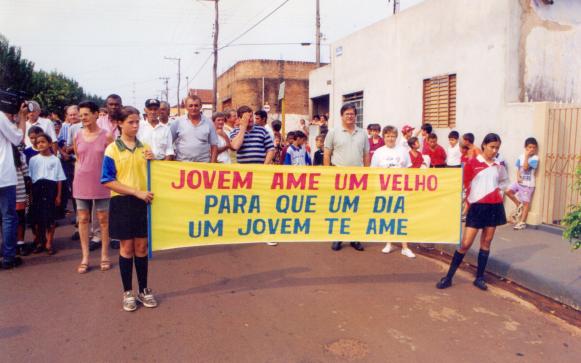 JOVEM AME UM VELHO
PARA QUE UM DIA
UM JOVEM TE AME